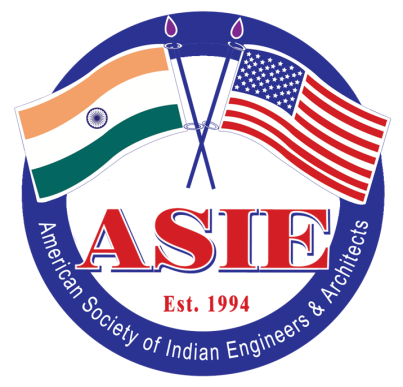 ASIE
Est. 1994
American Society of Indian Engineers & Architects